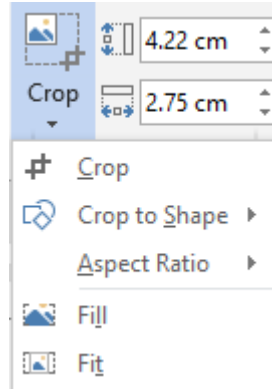 4.22 cm
Crop
2.75 cm
Crop
Crop to Shape
Aspect Ratio
Fill
Fit